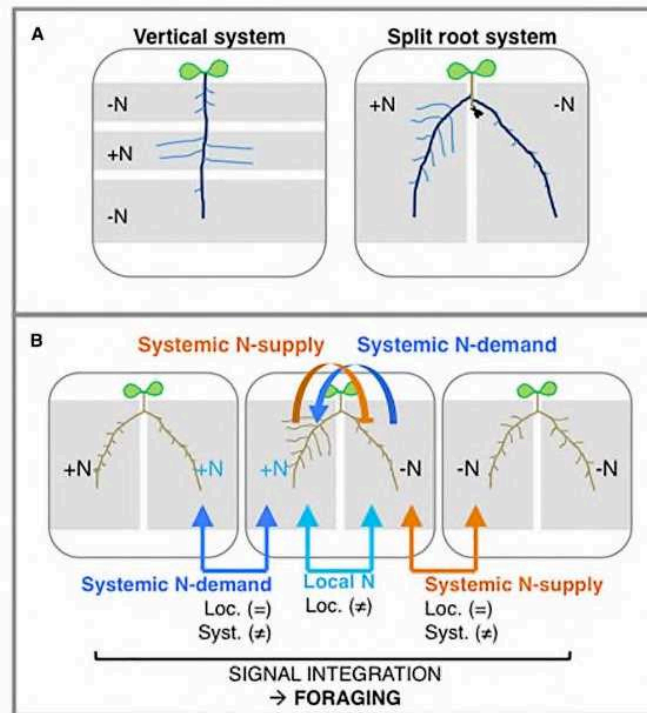 A
Vertical system
Split root system
-N
+N
-N
+N
-N
B
Systemic N-supply
Systemic N-demand
+N
+N
+N
-N
-N
-N
Systemic N-demand
Loc. (=)
Syst. (≠)
Local N
Loc. (≠)
Systemic N-supply
Loc. (=)
Syst. (≠)
SIGNAL INTEGRATION
→ FORAGING